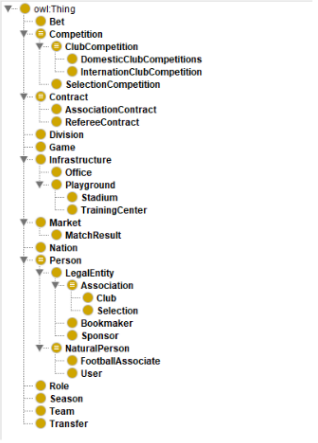 owl:Thing
Bet
Competition
ClubCompetition
DomesticClubCompetitions
InternationClubCompetition
SelectionCompetition
Contract
AssociationContract
RefereeContract
Division
Game
Infrastructure
Office
Playground
Stadium
TrainingCenter
Market
MatchResult
Nation
Person
LegalEntity
Association
Club
Selection
Bookmaker
Sponsor
NaturalPerson
FootballAssociate
User
Role
Season
Team
Transfer